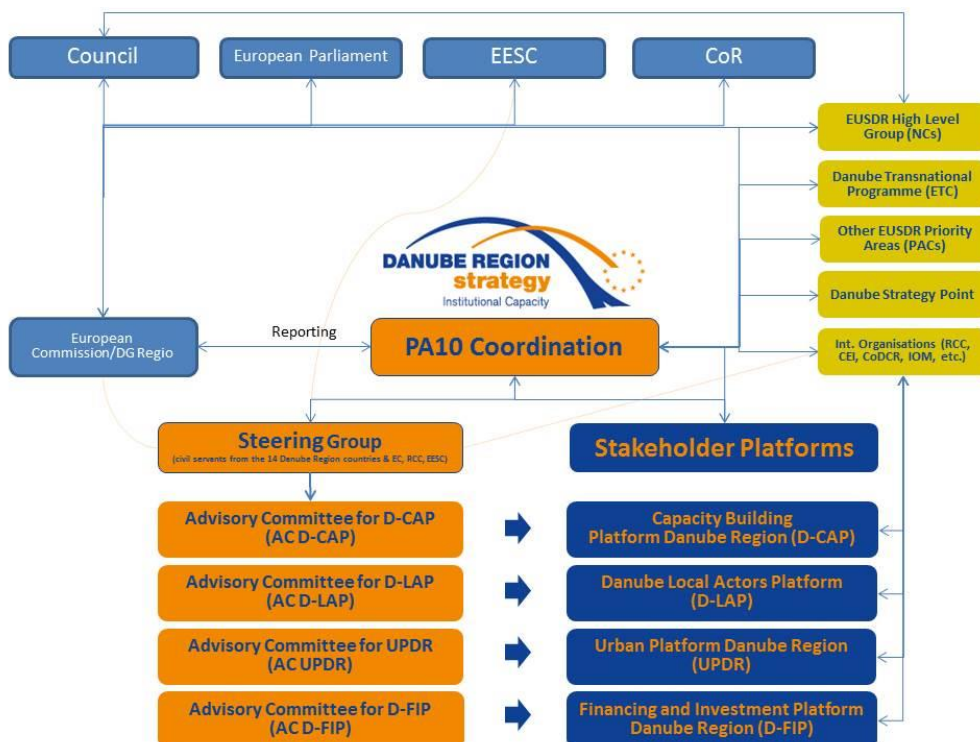 Council
European Parliament
EESC
CoR
EUSDR High Level
Group (NCs)
Danube Transnational
Programme (ETC)
Other EUSDR Priority
Areas (PACs)
Danube Strategy Point
Int. Organisations (RCC,
CEI, CoDCR, IOM, etc.)
DANUBE REGION
strategy
Institutional Capacity
European
Commission/DG Regio
Reporting
PA10 Coordination
Steering Group
(civil servants from the 14 Danube Region countries & EC, RCC, EESC)
Stakeholder Platforms
Advisory Committee for D-CAP
(AC D-CAP)
Capacity Building
Platform Danube Region (D-CAP)
Advisory Committee for D-LAP
(AC D-LAP)
Danube Local Actors Platform
(D-LAP)
Advisory Committee for UPDR
(AC UPDR)
Urban Platform Danube Region
(UPDR)
Advisory Committee for D-FIP
(AC D-FIP)
Financing and Investment Platform
Danube Region (D-FIP)